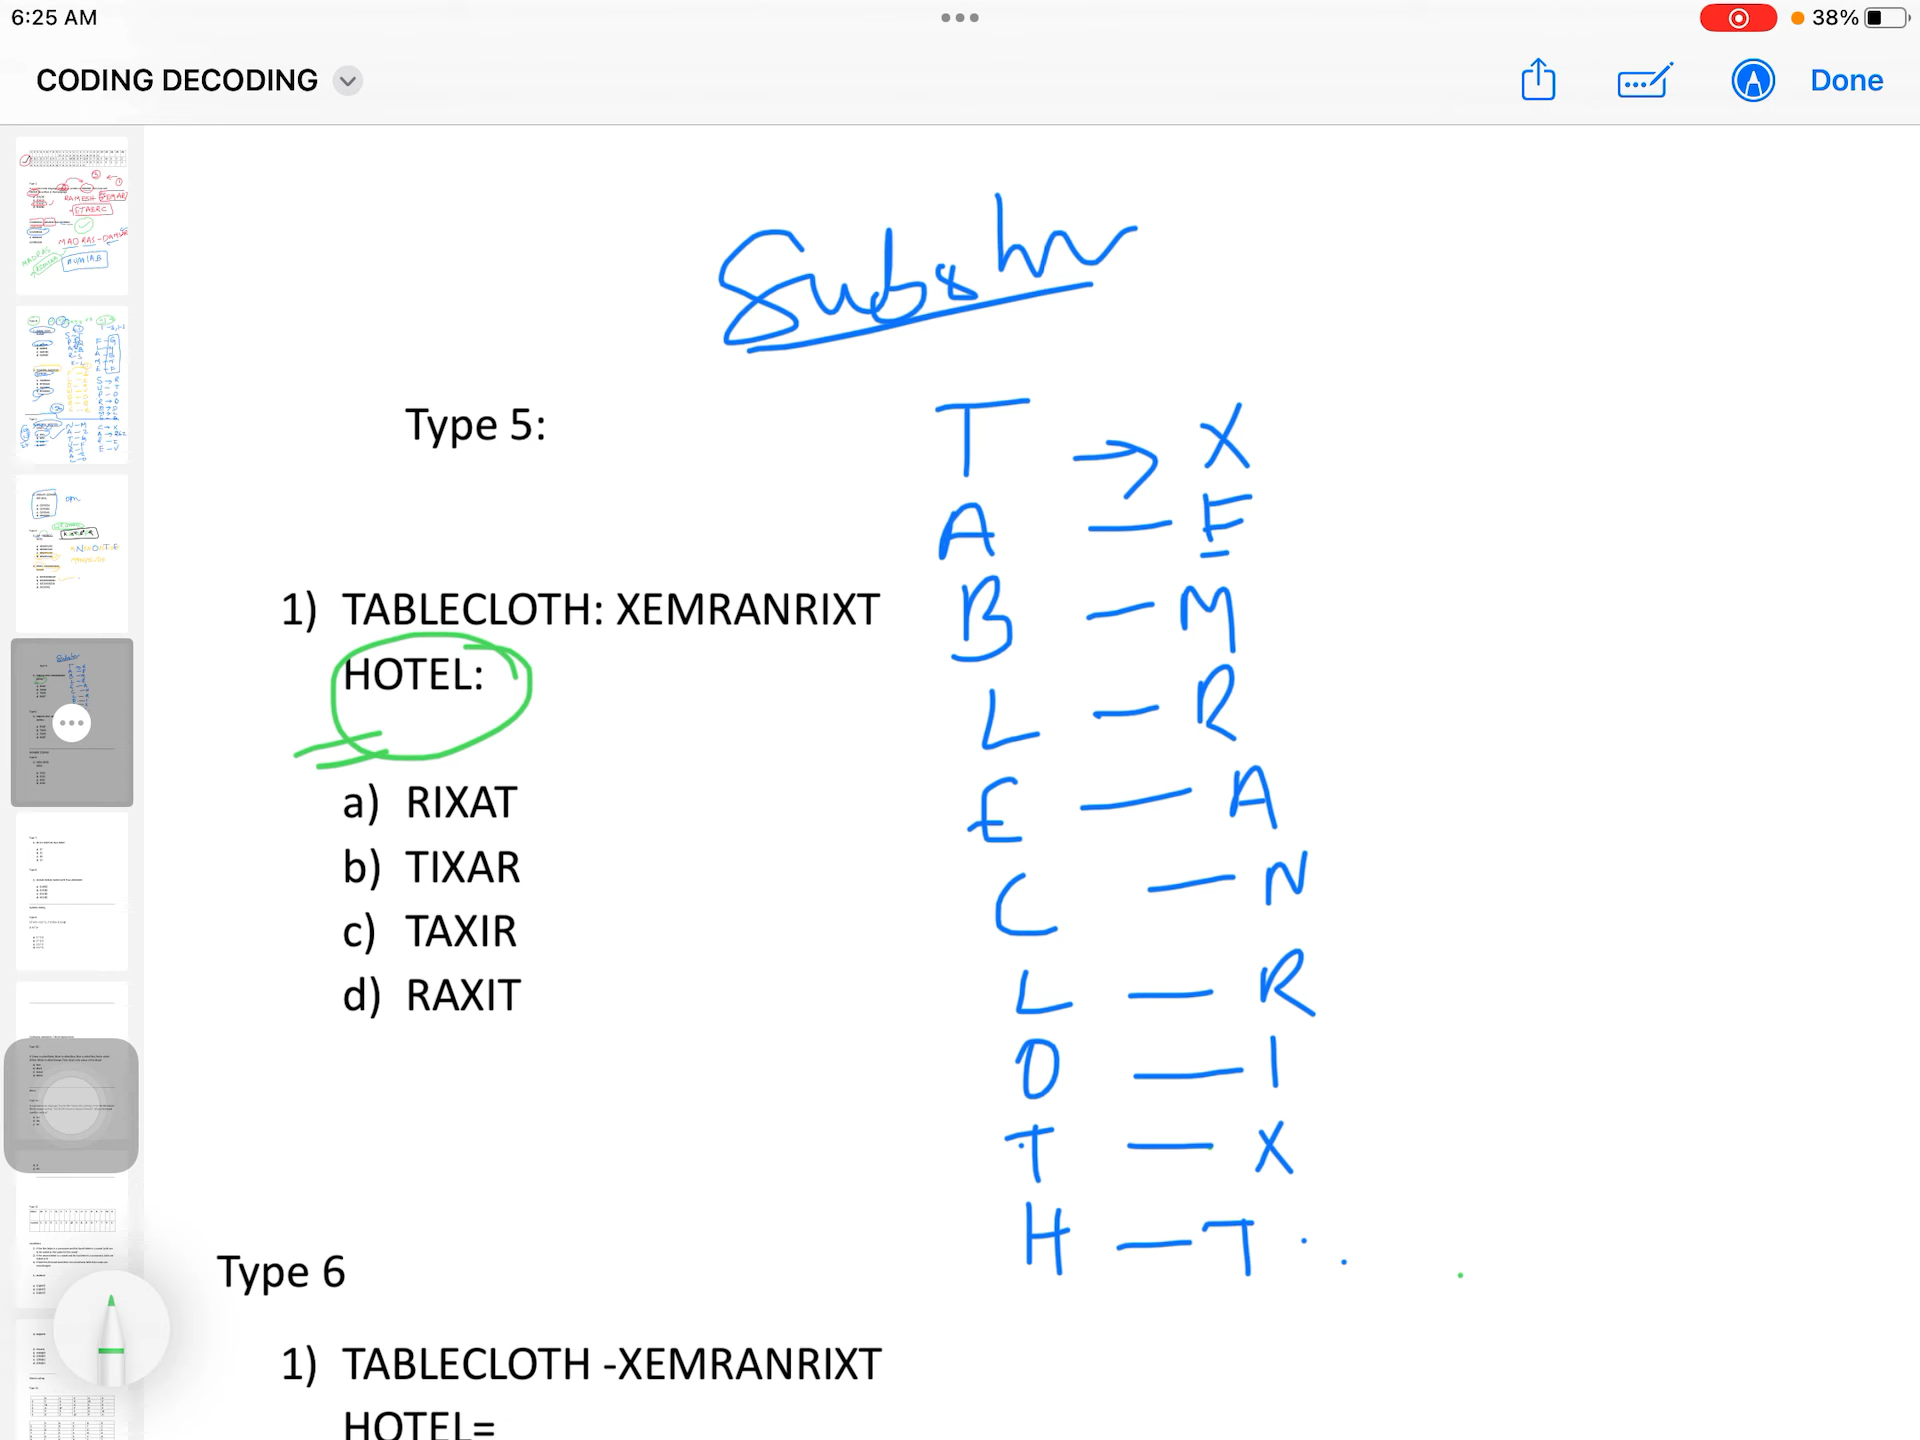 6:25 AM
38%
CODING DECODING
Done
Type 5:
1) TABLECLOTH: XEMRANRIXT
HOTEL:
a) RIXAT
b) TIXAR
c) TAXIR
d) RAXIT
T → X
A — E
B — M
L — R
E — A
C — N
L — R
O — I
T — X
H — T
Type 6
1) TABLECLOTH -XEMRANRIXT
HOTEL=